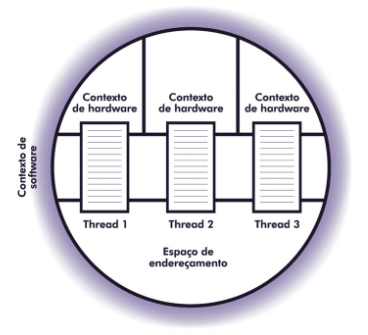 Contexto
de hardware
Contexto
de hardware
Contexto
de hardware
Contexto de
software
Thread 1
Thread 2
Thread 3
Espaço de
endereçamento